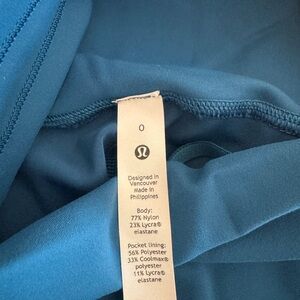 0
Designed in
Vancouver
Made in
Philippines
Body:
77% Nylon
23% Lycra®
elastane
Pocket lining:
56% Polyester
33% Coolmax®
polyester
11% Lycra®
elastane